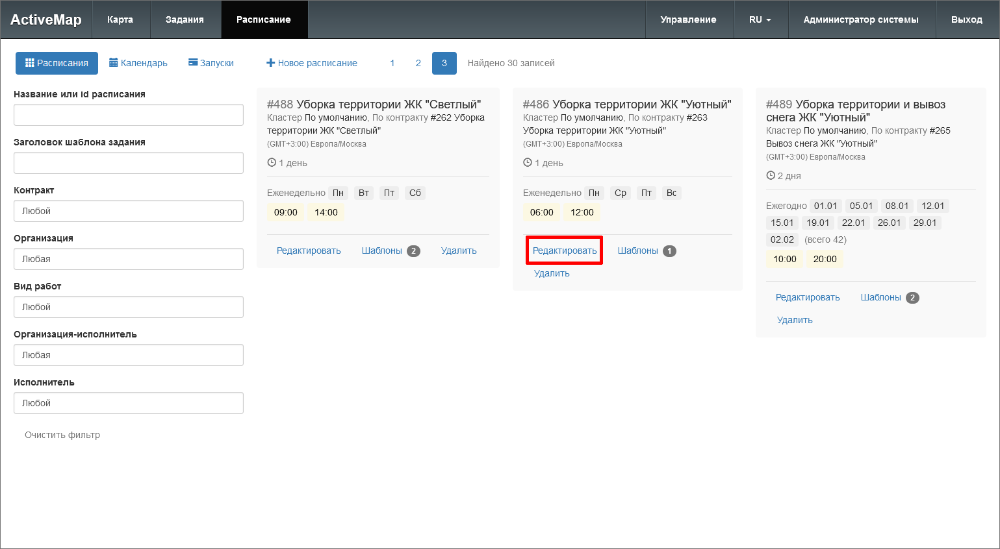 ActiveMap Карта Задания Расписание Управление RU Администратор системы Выход
Расписания Календарь Запуски Новое расписание 1 2 3 Найдено 30 записей
Название или id расписания
Заголовок шаблона задания
Контракт
Любой
Организация
Любая
Вид работ
Любой
Организация-исполнитель
Любая
Исполнитель
Любой
Очистить фильтр
#488 Уборка территории ЖК "Светлый"
Кластер По умолчанию, По контракту #262 Уборка
территории ЖК "Светлый"
(GMT+3:00) Европа/Москва
1 день
Еженедельно Пн Вт Пт Сб
09:00 14:00
Редактировать Шаблоны 2 Удалить
#486 Уборка территории ЖК "Уютный"
Кластер По умолчанию, По контракту #263
Уборка территории ЖК "Уютный"
(GMT+3:00) Европа/Москва
1 день
Еженедельно Пн Ср Пт Вс
06:00 12:00
Редактировать Шаблоны 1
Удалить
#489 Уборка территории и вывоз
снега ЖК "Уютный"
Кластер По умолчанию, По контракту #265
Вывоз снега ЖК "Уютный"
(GMT+3:00) Европа/Москва
2 дня
Ежегодно 01.01 05.01 08.01 12.01
15.01 19.01 22.01 26.01 29.01
02.02 (всего 42)
10:00 20:00
Редактировать Шаблоны 2
Удалить